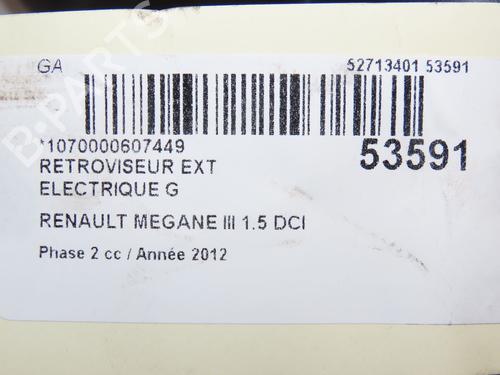 GA 52713401 53591
*1070000607449 53591
RETROVISEUR EXT
ELECTRIQUE G
RENAULT MEGANE III 1.5 DCI
Phase 2 cc / Année 2012
B-PARTS